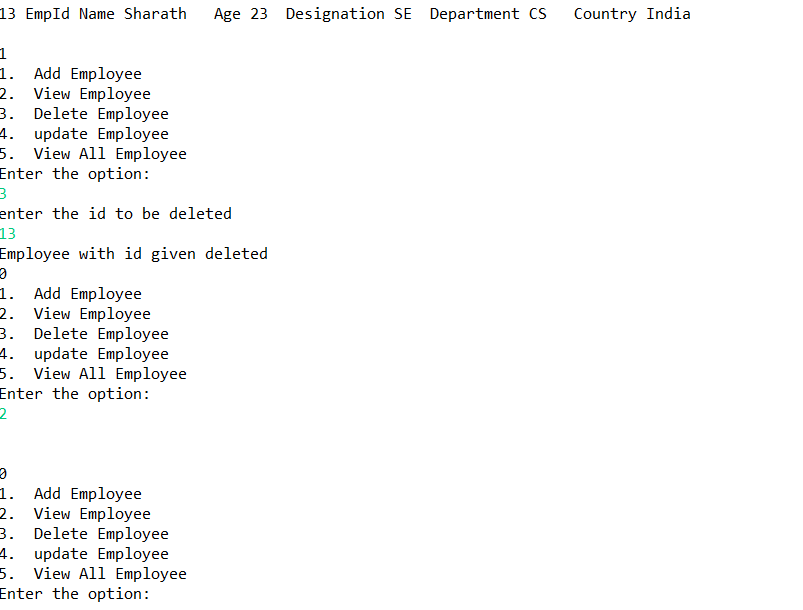 13 EmpId Name Sharath   Age 23  Designation SE  Department CS   Country India
1
1.  Add Employee
2.  View Employee
3.  Delete Employee
4.  update Employee
5.  View All Employee
Enter the option:
3
enter the id to be deleted
13
Employee with id given deleted
0
1.  Add Employee
2.  View Employee
3.  Delete Employee
4.  update Employee
5.  View All Employee
Enter the option:
2
0
1.  Add Employee
2.  View Employee
3.  Delete Employee
4.  update Employee
5.  View All Employee
Enter the option: